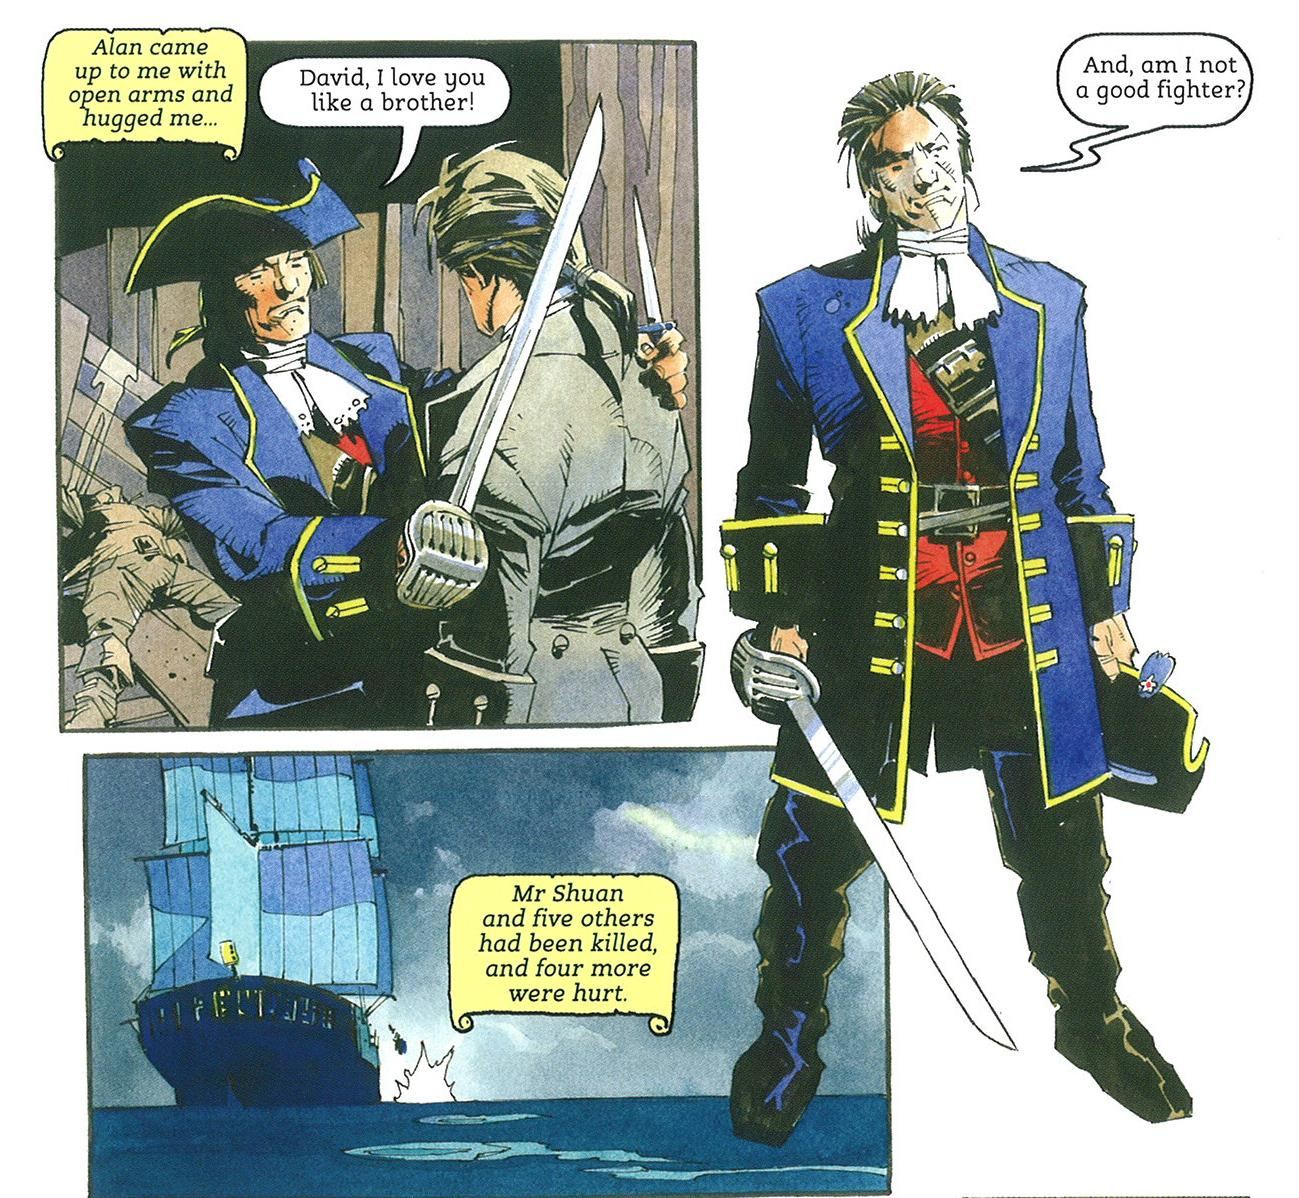 Alan came
up to me with
open arms and
hugged me...
David, I love you
like a brother!
And, am I not
a good fighter?
Mr Shuan
and five others
had been killed,
and four more
were hurt.